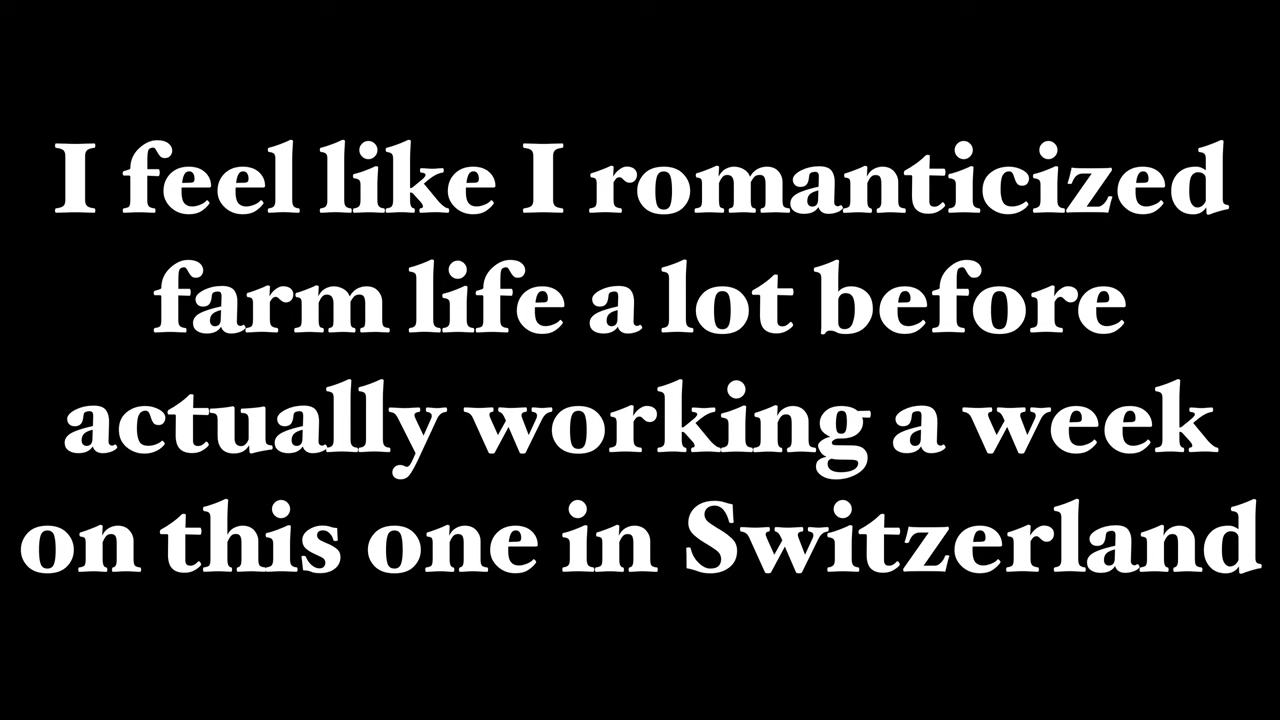 I feel like I romanticized
farm life a lot before
actually working a week
on this one in Switzerland